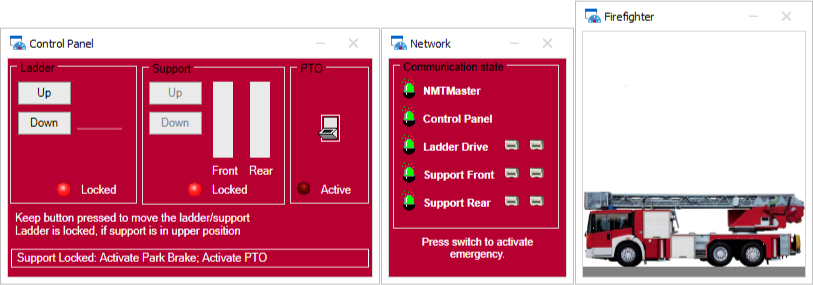 Control Panel
Ladder
Up
Down
Locked
Support
Up
Down
Front Rear
Locked
PTO
Active
Keep button pressed to move the ladder/support
Ladder is locked, if support is in upper position
Support Locked: Activate Park Brake; Activate PTO
Network
Communication state
NMTMaster
Control Panel
Ladder Drive
Support Front
Support Rear
Press switch to activate
emergency.
Firefighter